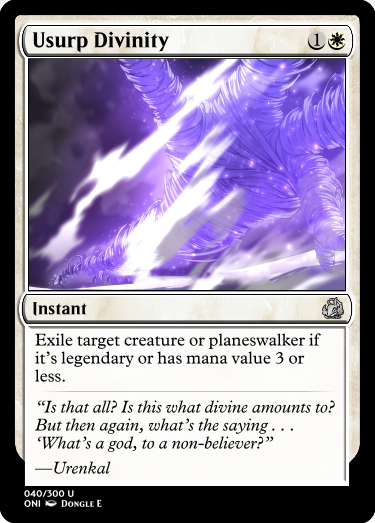 Usurp Divinity 1
Instant
Exile target creature or planeswalker if
it's legendary or has mana value 3 or
less.
“Is that all? Is this what divine amounts to?
But then again, what's the saying . . .
‘What's a god, to a non-believer?”
—Urenkal
040/300 U
ONI DONGLE E